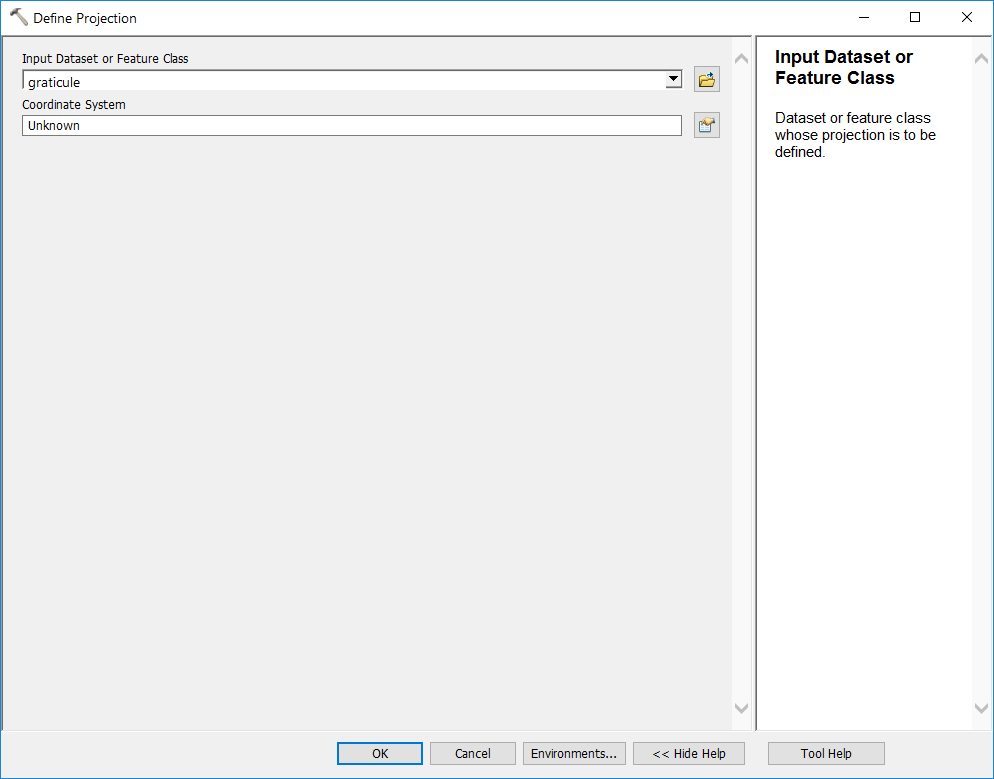 Define Projection
Input Dataset or Feature Class
graticule
Coordinate System
Unknown
Input Dataset or
Feature Class
Dataset or feature class
whose projection is to be
defined.
OK
Cancel
Environments...
<< Hide Help
Tool Help